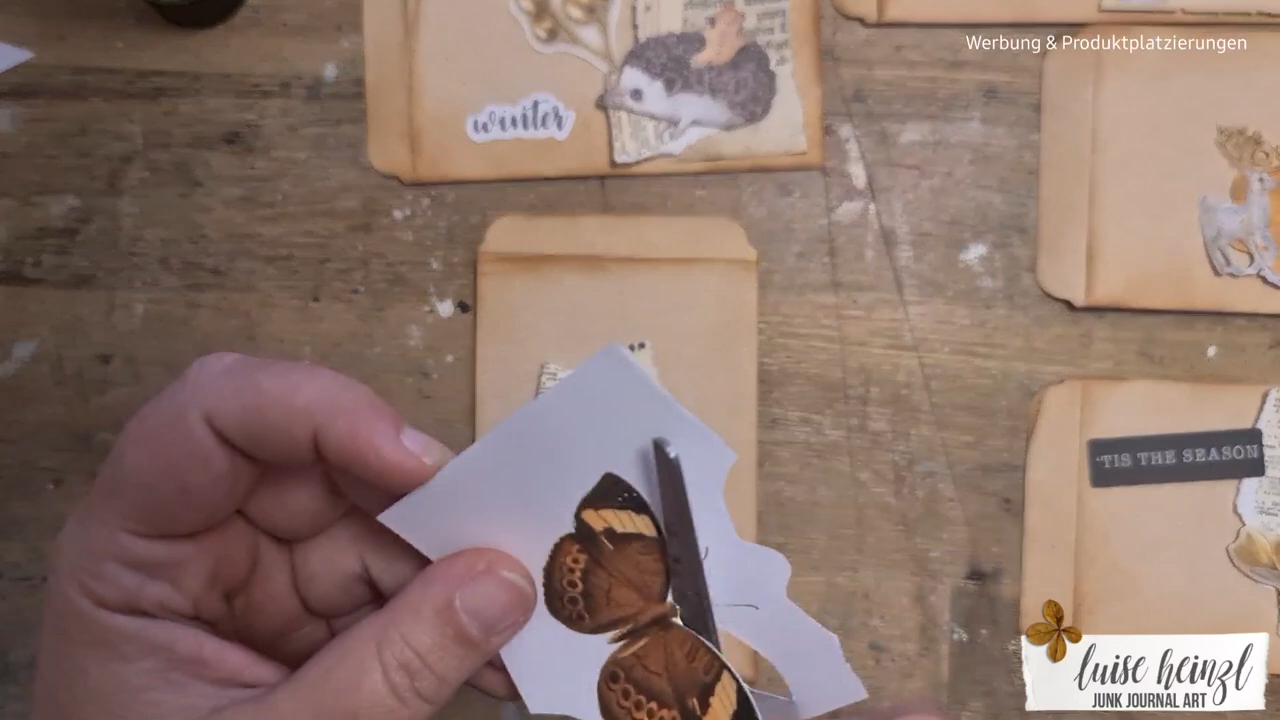 Werbung & Produktplatzierungen
winter
'TIS THE SEASON
luise heinzl
JUNK JOURNAL ART